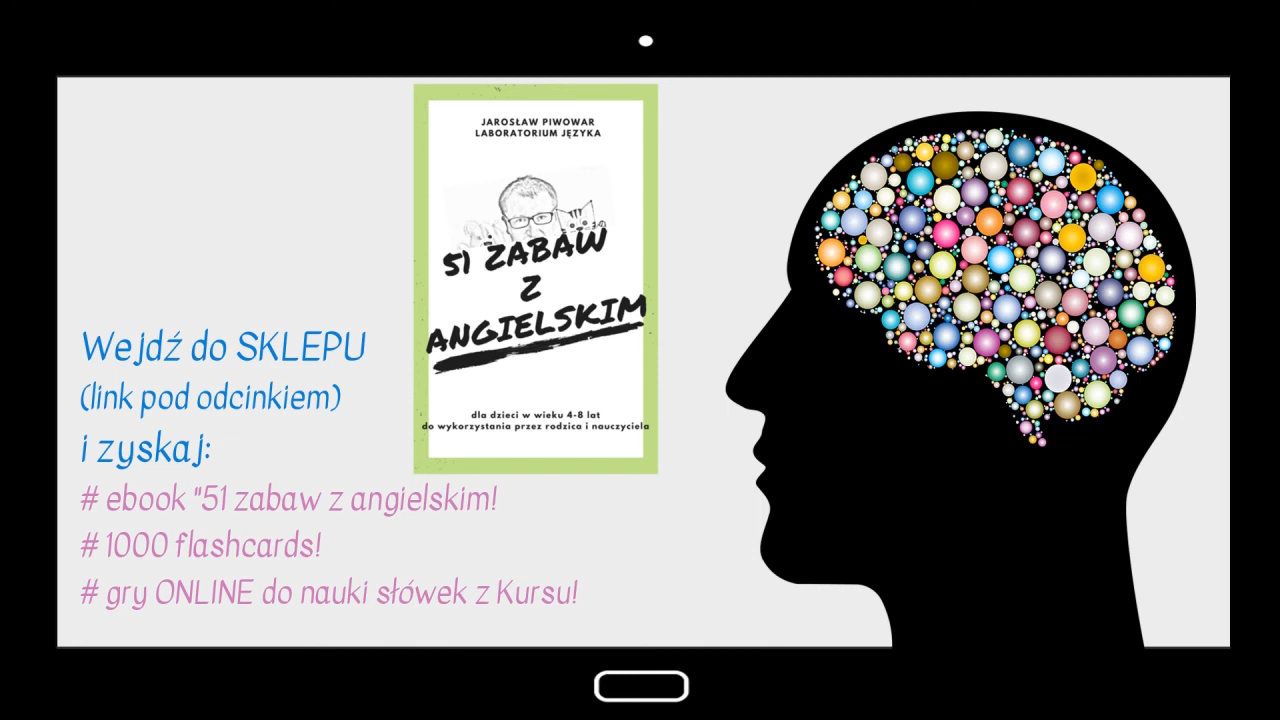 JAROSŁAW PIWOWAR
LABORATORIUM JĘZYKA
51 ZABAW
Z
ANGIELSKIM
dla dzieci w wieku 4-8 lat
do wykorzystania przez rodzica i nauczyciela
Wejdź do SKLEPU
(link pod odcinkiem)
i zyskaj:
# ebook "51 zabaw z angielskim!
# 1000 flashcards!
# gry ONLINE do nauki słówek z Kursu!